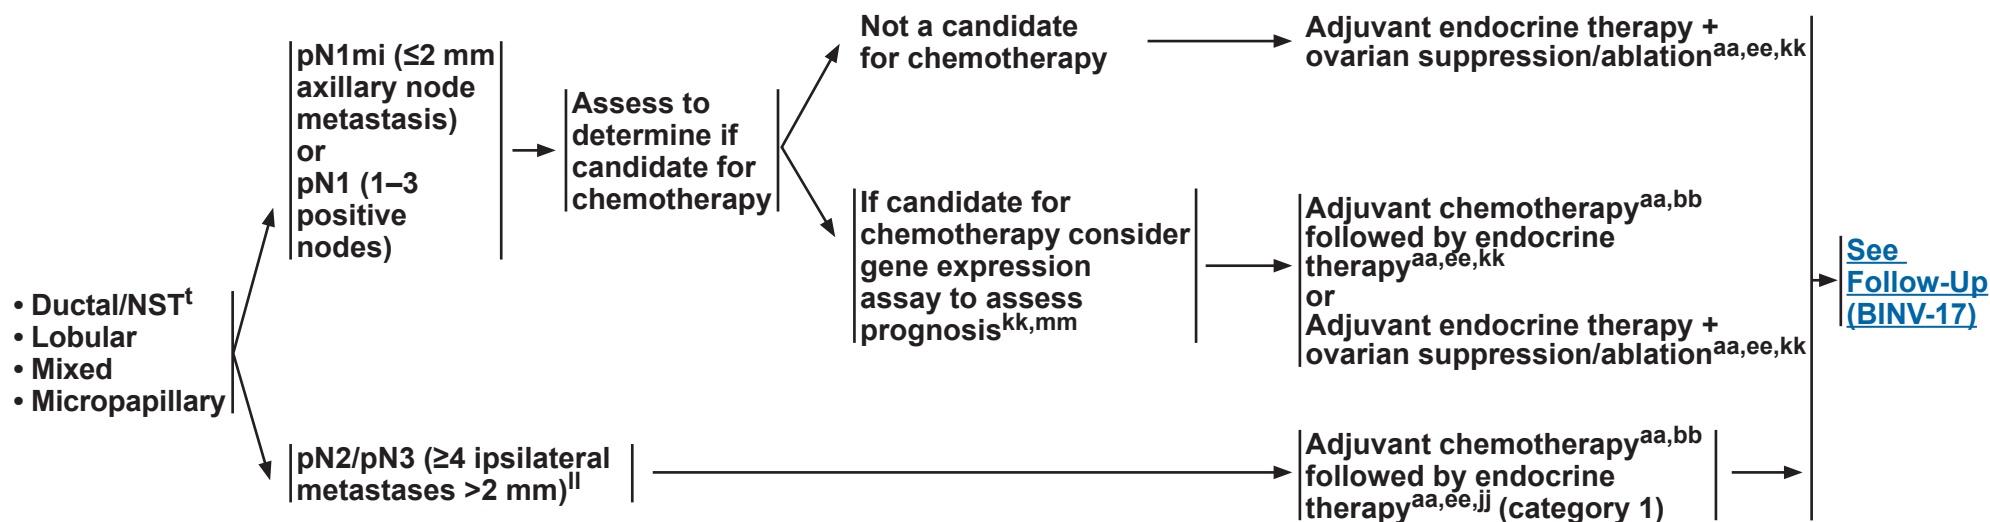 • Ductal/NSTt
• Lobular
• Mixed
• Micropapillary
pN1mi (≤2 mm
axillary node
metastasis)
or
pN1 (1–3
positive
nodes)
Assess to
determine if
candidate for
chemotherapy
Not a candidate
for chemotherapy
Adjuvant endocrine therapy +
ovarian suppression/ablationaa,ee,kk
If candidate for
chemotherapy consider
gene expression
assay to assess
prognosiskk,mm
Adjuvant chemotherapyaa,bb
followed by endocrine
therapyaa,ee,kk
or
Adjuvant endocrine therapy +
ovarian suppression/ablationaa,ee,kk
pN2/pN3 (≥4 ipsilateral
metastases >2 mm)ll
Adjuvant chemotherapyaa,bb
followed by endocrine
therapyaa,ee,jj (category 1)
See
Follow-Up
(BINV-17)